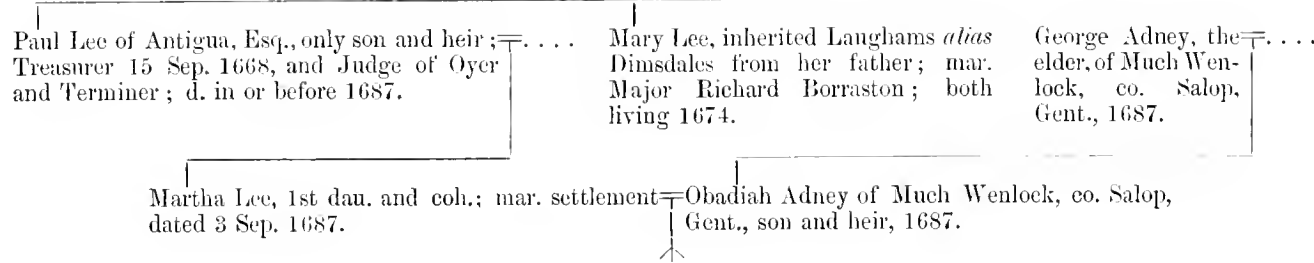 Paul Lee of Antigua, Esq., only son and heir ;=. . . .
Treasurer 15 Sep. 1668, and Judge of Oyer
and Terminer ; d. in or before 1687.
Mary Lee, inherited Langhams alias
Dimsdales from her father ; mar.
Major Richard Borraston ; both
living 1674.
George Adney, the=. . . .
elder, of Much Wen-
lock, co. Salop,
Gent., 1687.
Martha Lee, 1st dau. and coh.; mar. settlement=
dated 3 Sep. 1687.
Obadiah Adney of Much Wenlock, co. Salop,
Gent., son and heir, 1687.